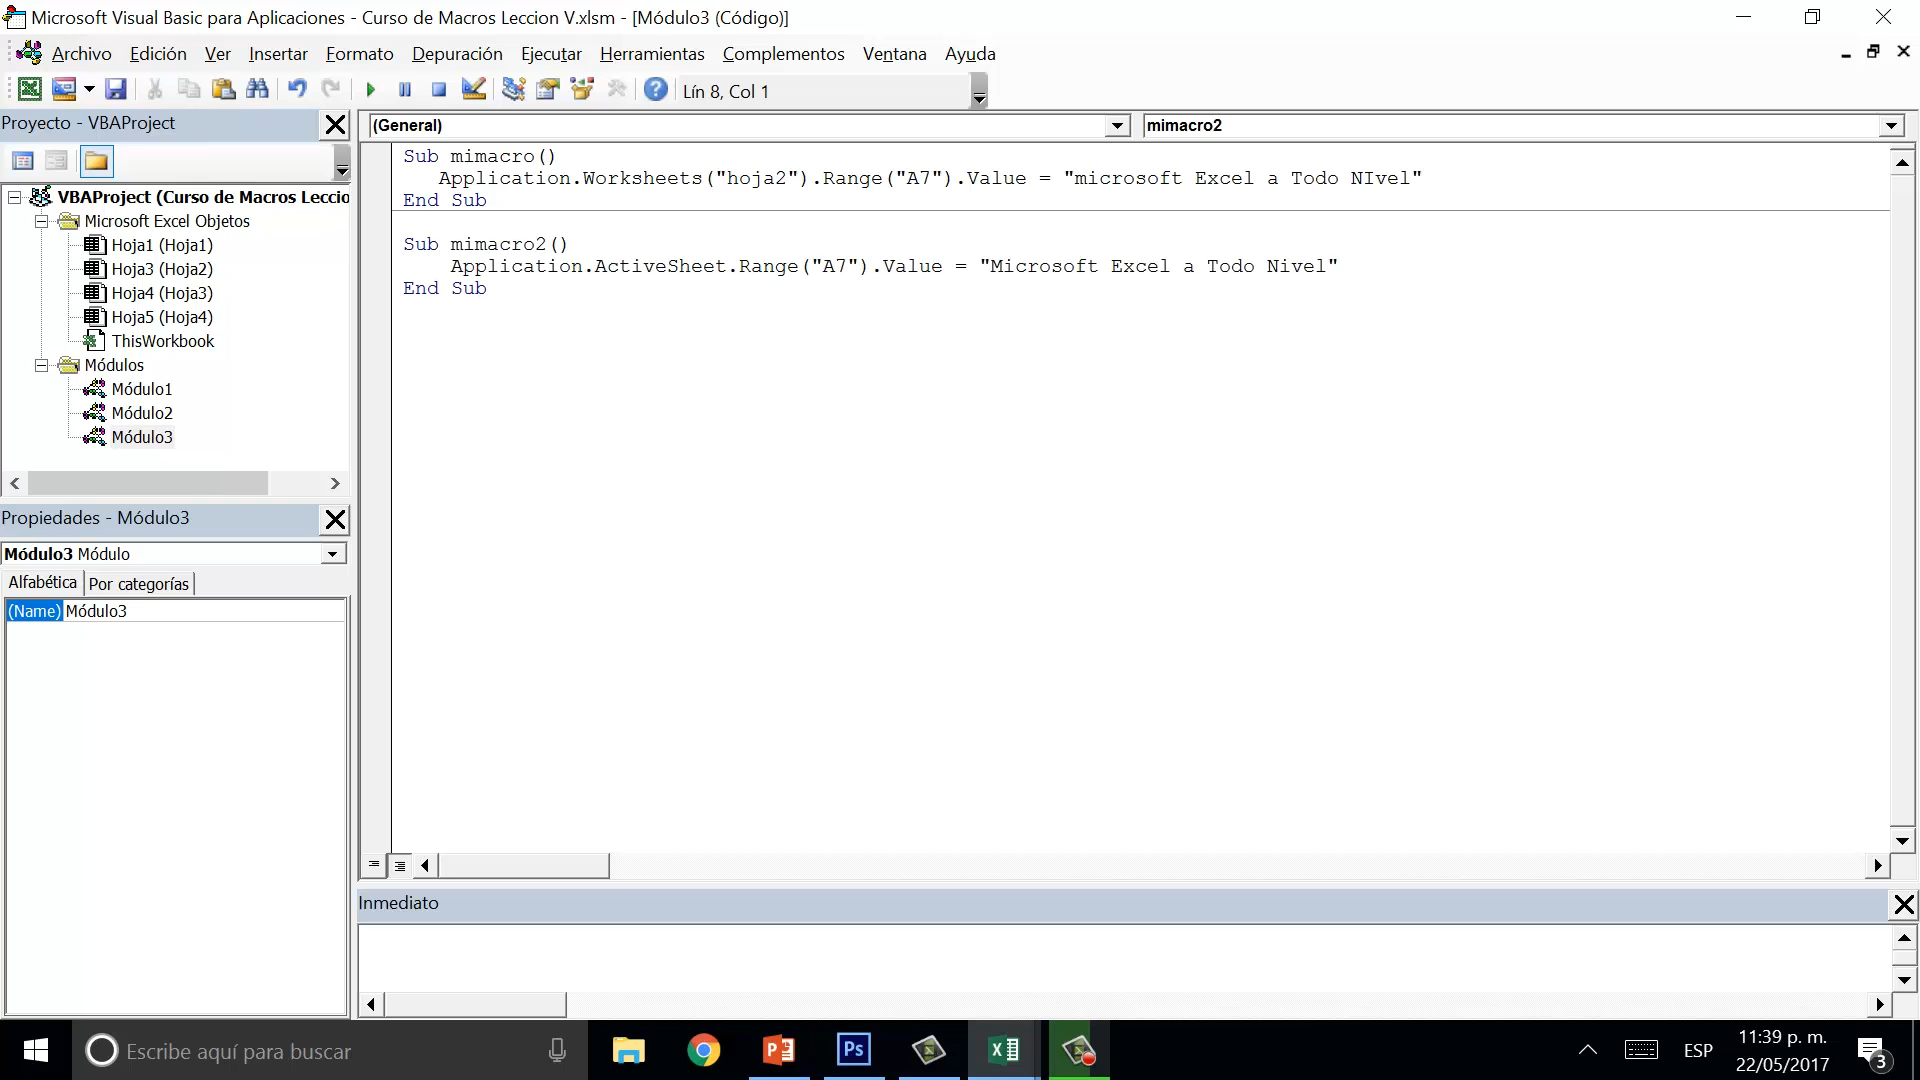 Microsoft Visual Basic para Aplicaciones - Curso de Macros Leccion V.xlsm - [Módulo3 (Código)]
Archivo Edición Ver Insertar Formato Depuración Ejecutar Herramientas Complementos Ventana Ayuda
Lín 8, Col 1
Proyecto - VBAProject
(General)
mimacro2
VBAProject (Curso de Macros Leccio
Microsoft Excel Objetos
Hoja1 (Hoja1)
Hoja3 (Hoja2)
Hoja4 (Hoja3)
Hoja5 (Hoja4)
ThisWorkbook
Módulos
Módulo1
Módulo2
Módulo3
Sub mimacro()
Application.Worksheets("hoja2").Range("A7").Value = "microsoft Excel a Todo NIvel"
End Sub
Sub mimacro2()
Application.ActiveSheet.Range("A7").Value = "Microsoft Excel a Todo Nivel"
End Sub
Propiedades - Módulo3
Módulo3 Módulo
Alfabética Por categorías
(Name) Módulo3
Inmediato
Escribe aquí para buscar
Ps
ESP
11:39 p. m.
22/05/2017
3